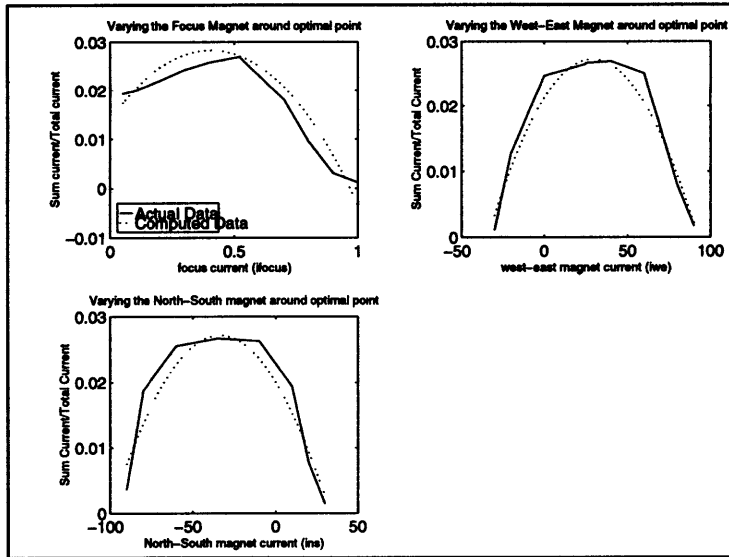 Varying the Focus Magnet around optimal point
0.03
0.02
0.01
0
−0.01
Sum current/Total current
Actual Data
Computed Data
0
0.5
1
focus current (ifocus)
Varying the West−East Magnet around optimal point
0.03
0.02
0.01
0
Sum Current/Total Current
−50
0
50
100
west−east magnet current (iwe)
Varying the North−South magnet around optimal point
0.03
0.02
0.01
0
Sum Current/Total Current
−100
−50
0
50
North−South magnet current (ins)